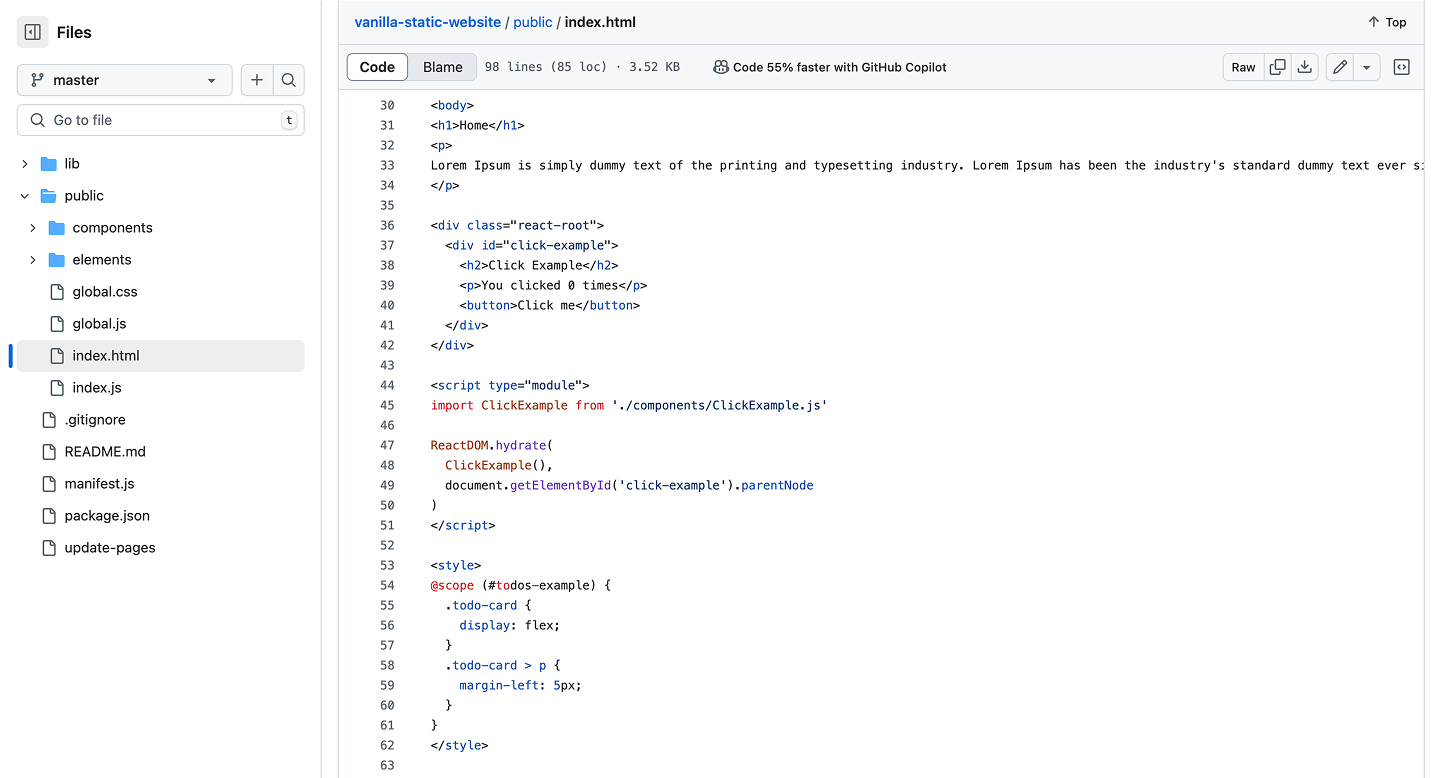 Files
master
Go to file
t
lib
public
components
elements
global.css
global.js
index.html
index.js
.gitignore
README.md
manifest.js
package.json
update-pages
vanilla-static-website / public / index.html
Top
Code Blame 98 lines (85 loc) · 3.52 KB Code 55% faster with GitHub Copilot Raw
30 <body>
31 <h1>Home</h1>
32 <p>
33 Lorem Ipsum is simply dummy text of the printing and typesetting industry. Lorem Ipsum has been the industry's standard dummy text ever si
34 </p>
35
36 <div class="react-root">
37 <div id="click-example">
38 <h2>Click Example</h2>
39 <p>You clicked 0 times</p>
40 <button>Click me</button>
41 </div>
42 </div>
43
44 <script type="module">
45 import ClickExample from './components/ClickExample.js'
46
47 ReactDOM.hydrate(
48 ClickExample(),
49 document.getElementById('click-example').parentNode
50 )
51 </script>
52
53 <style>
54 @scope (#todos-example) {
55 .todo-card {
56 display: flex;
57 }
58 .todo-card > p {
59 margin-left: 5px;
60 }
61 }
62 </style>
63